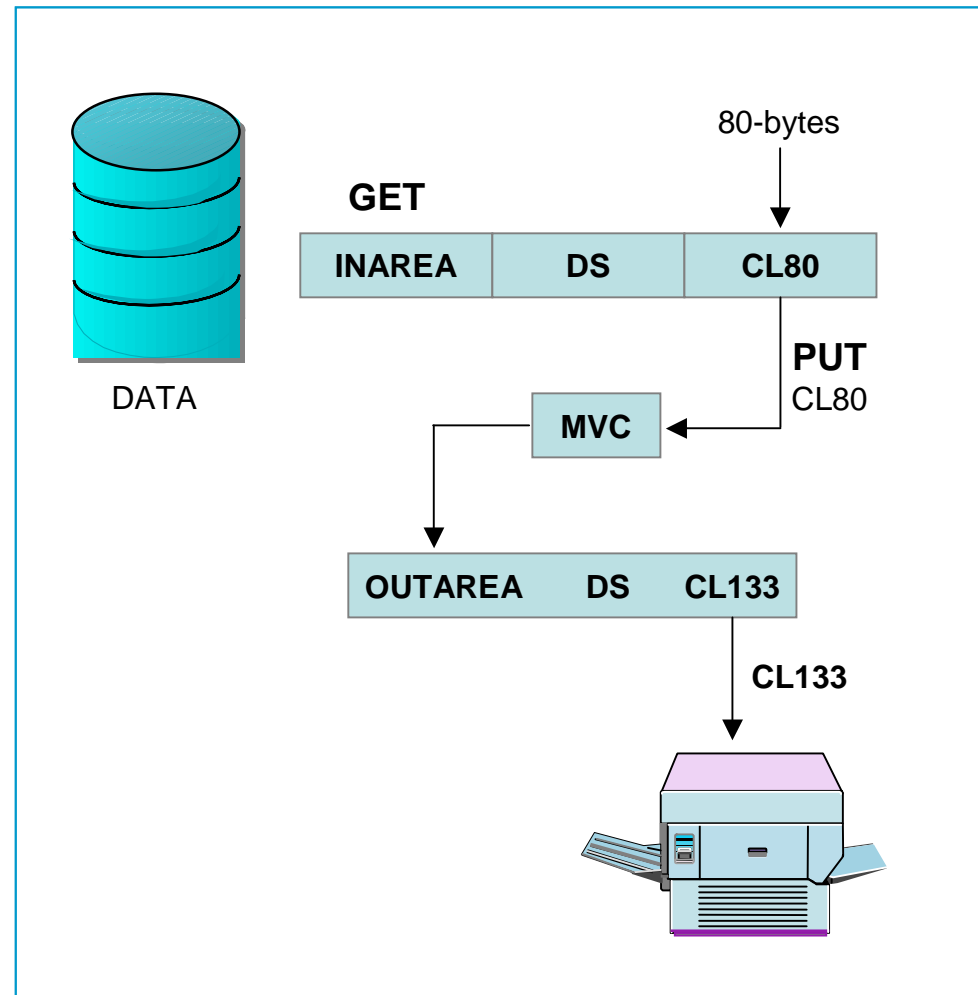 80-bytes
GET
INAREA DS CL80
PUT
CL80
DATA
MVC
OUTAREA DS CL133
CL133